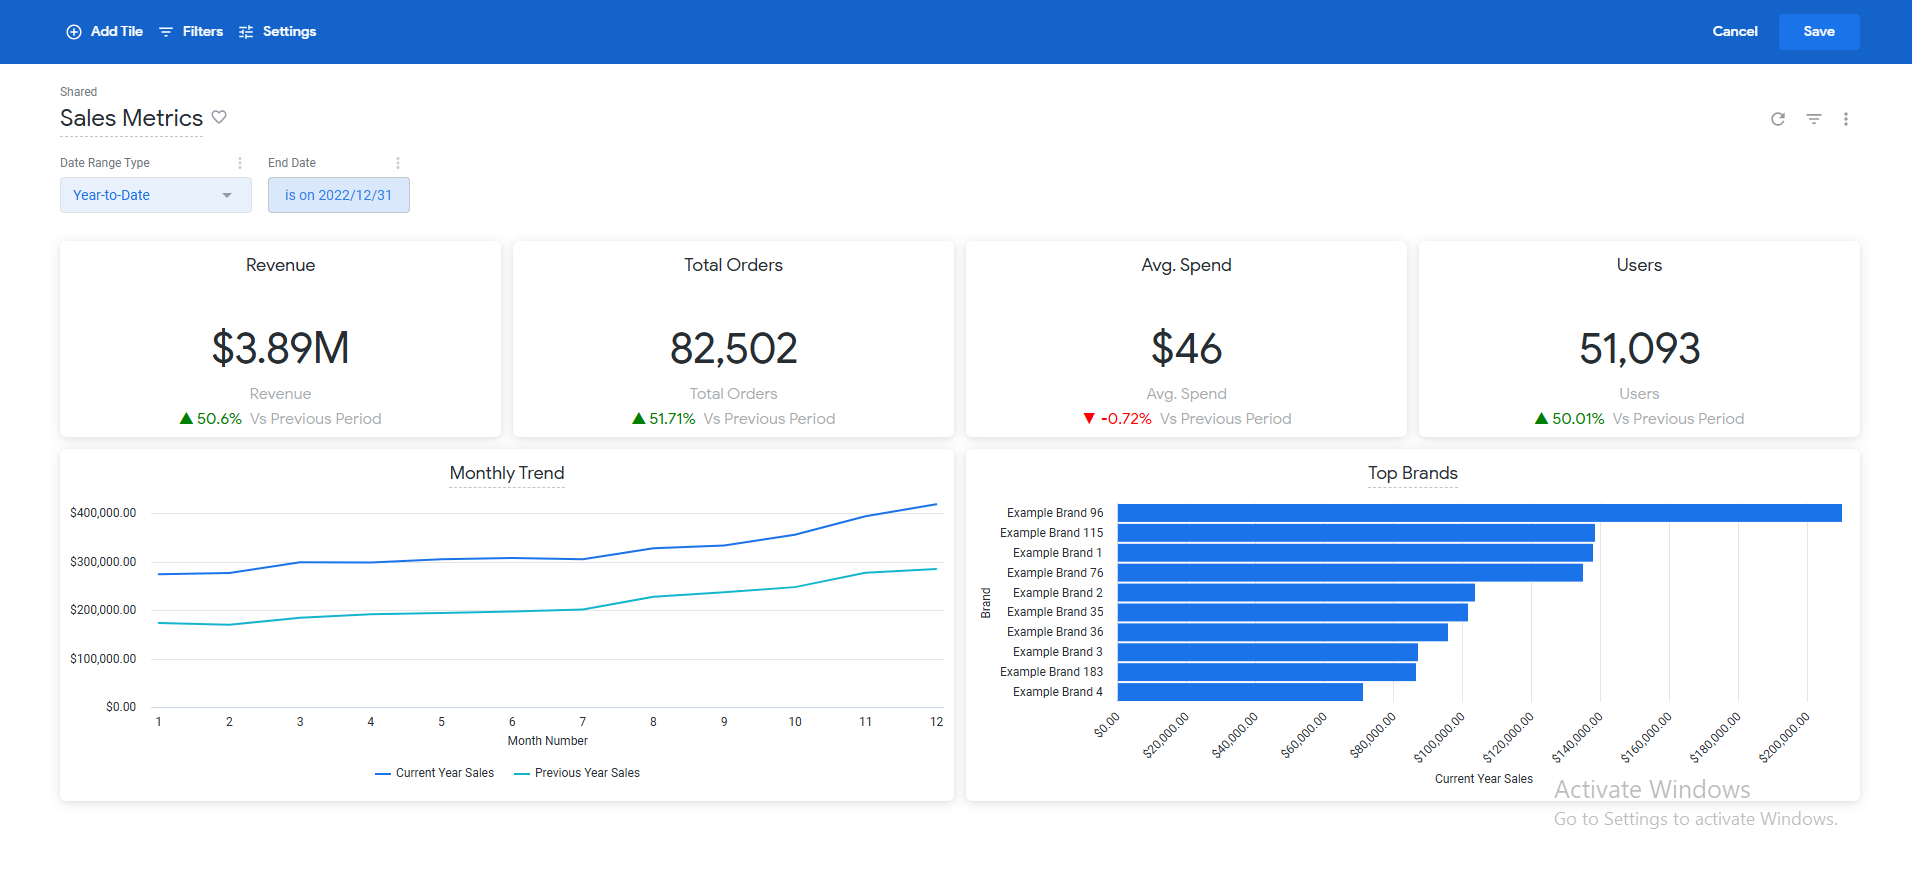 Add Tile Filters Settings Cancel Save
Shared
Sales Metrics
Date Range Type End Date
Year-to-Date is on 2022/12/31
Revenue
$3.89M
Revenue
50.6% Vs Previous Period
Total Orders
82,502
Total Orders
51.71% Vs Previous Period
Avg. Spend
$46
Avg. Spend
-0.72% Vs Previous Period
Users
51,093
Users
50.01% Vs Previous Period
Monthly Trend
$400,000.00
$300,000.00
$200,000.00
$100,000.00
$0.00
1 2 3 4 5 6 7 8 9 10 11 12
Month Number
Current Year Sales Previous Year Sales
Top Brands
Brand
Example Brand 96
Example Brand 115
Example Brand 1
Example Brand 76
Example Brand 2
Example Brand 35
Example Brand 36
Example Brand 3
Example Brand 183
Example Brand 4
$0.00 $20,000.00 $40,000.00 $60,000.00 $80,000.00 $100,000.00 $120,000.00 $140,000.00 $160,000.00 $180,000.00 $200,000.00
Current Year Sales
Activate Windows
Go to Settings to activate Windows.